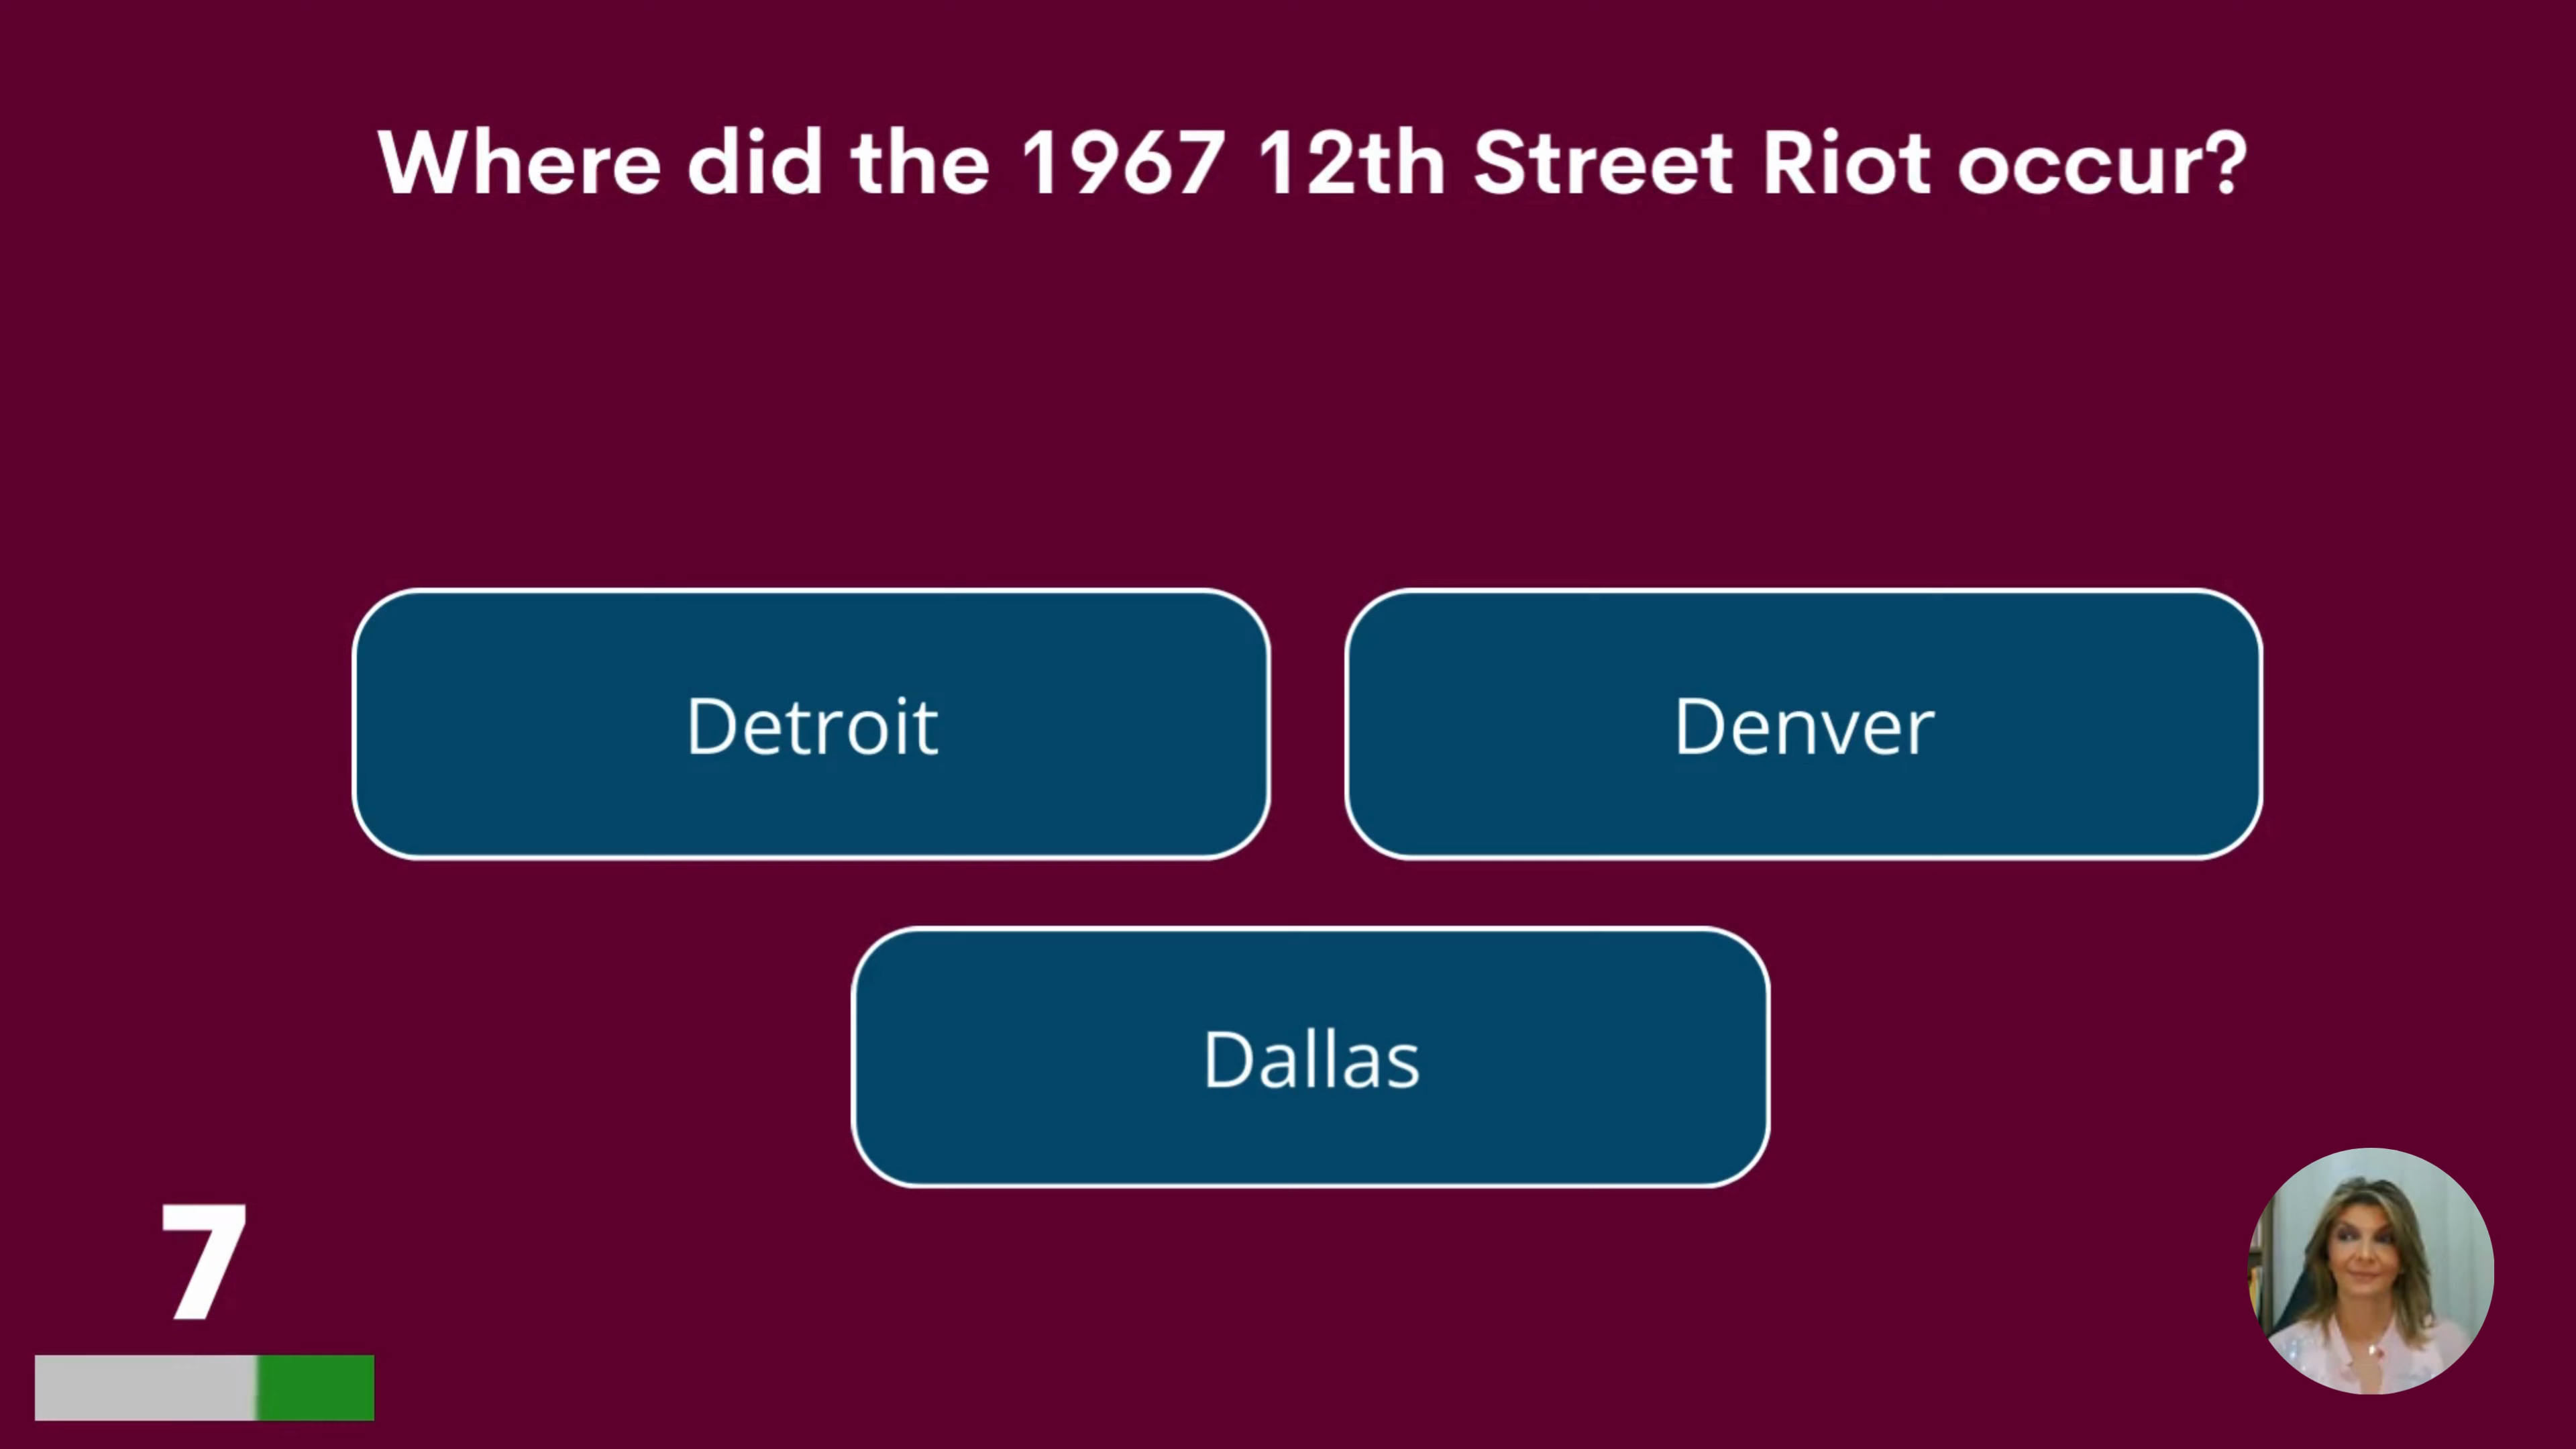 Where did the 1967 12th Street Riot occur?
Detroit
Denver
Dallas
7